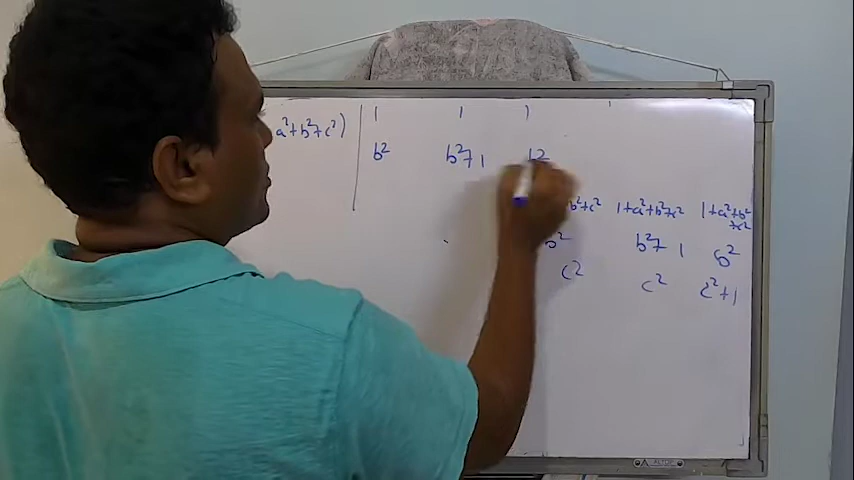 a²+b²+c²) | 1 1 1
b² b²+1 b²
b²+c² 1+a²+b²+c² 1+a²+b²
+c²
b² b²+1 b²
c² c² c²+1